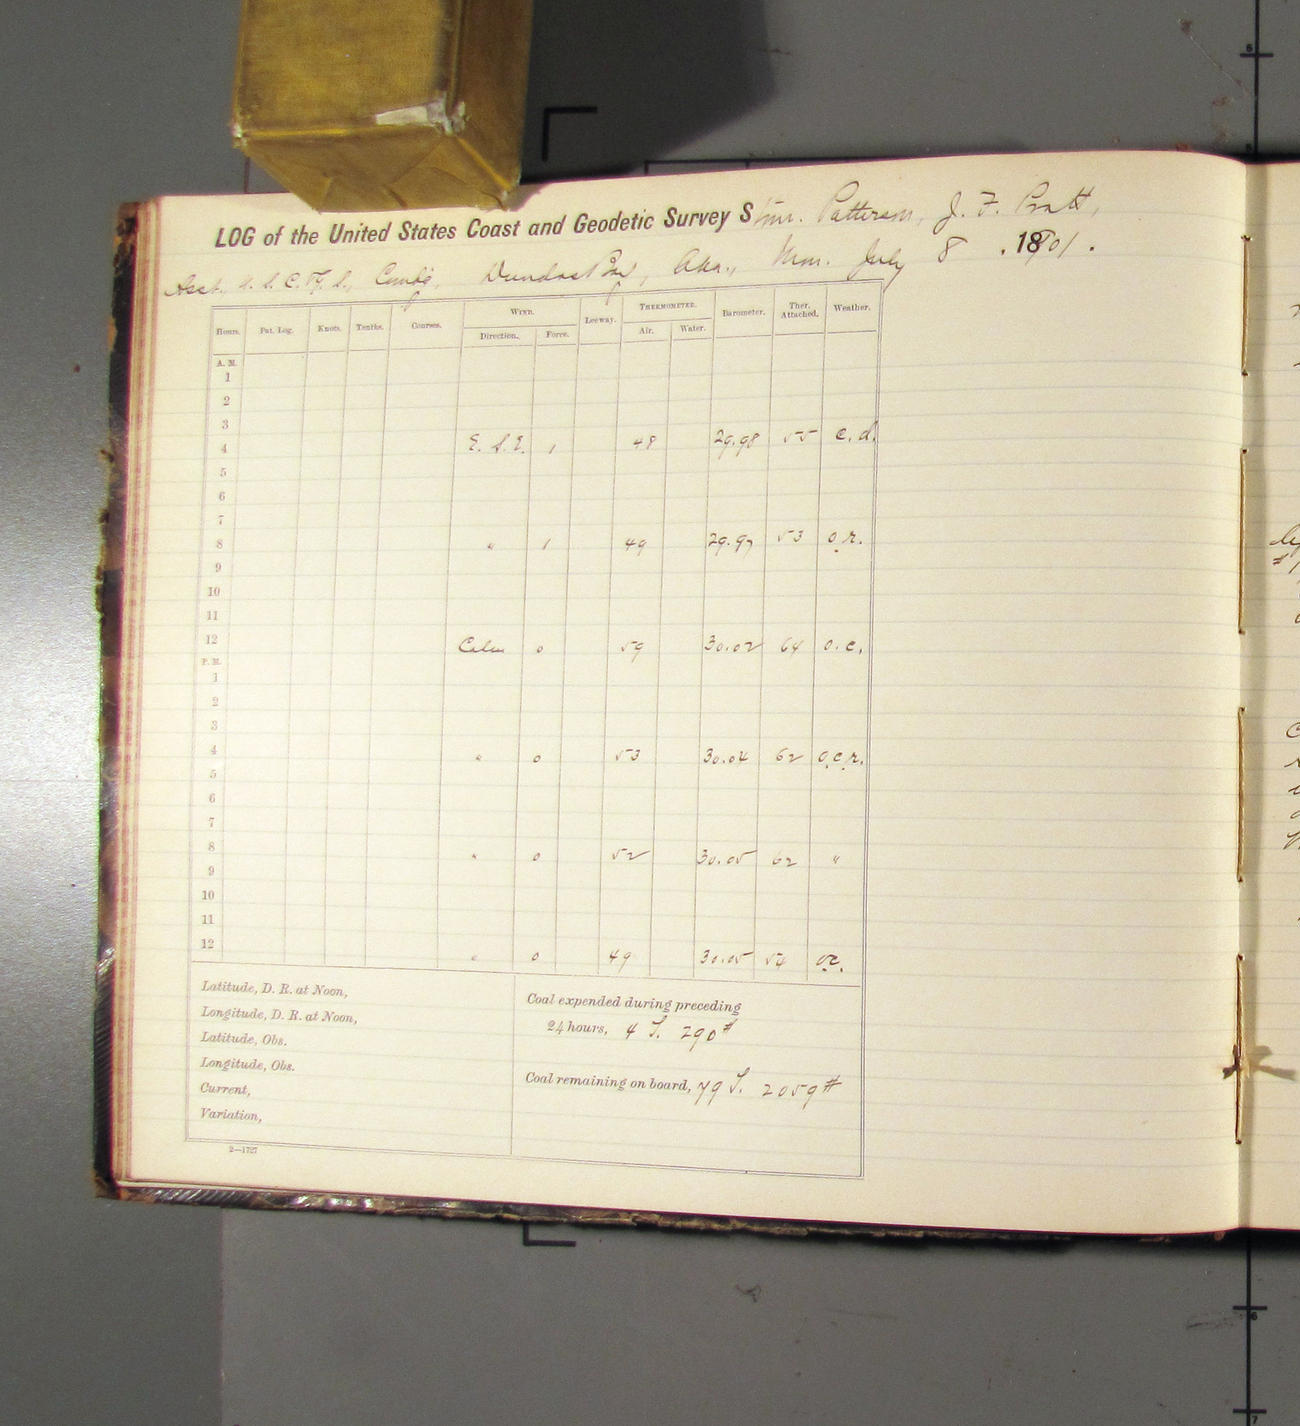 LOG of the United States Coast and Geodetic Survey Stmr. Patterson, J. F. Pratt,
Asst. U. S. C. & G. S., Comd'g, Dundas Bay, Aka., Mon. July 8, 1901.
Hours. Pat. Log. Knots. Tenths. Courses. WIND. Leeway. THERMOMETER. Barometer. Ther. Attached. Weather.
Direction. Force. Air. Water.
A. M.
1
2
3
4 E. S. E. 1 48 29.98 55 c. d.
5
6
7
8 " 1 49 29.97 53 o. r.
9
10
11
12 Calm 0 59 30.02 64 o. c.
P. M.
1
2
3
4 " 0 53 30.04 62 o. c. r.
5
6
7
8 " 0 52 30.05 62 "
9
10
11
12 " 0 49 30.05 54 o. r.
Latitude, D. R. at Noon,
Longitude, D. R. at Noon,
Latitude, Obs.
Longitude, Obs.
Current,
Variation,
Coal expended during preceding
24 hours, 4 T. 290#
Coal remaining on board, 79 T. 2059#
2—1727